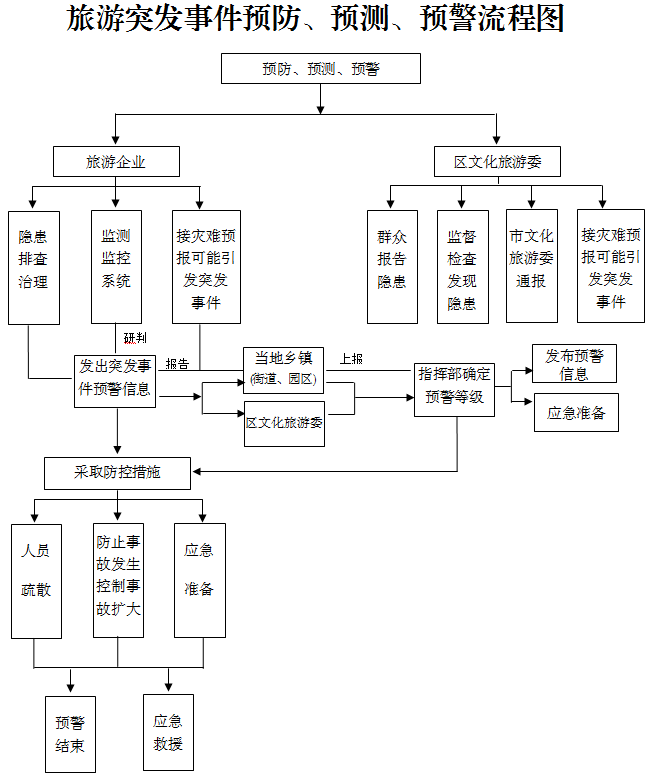 旅游突发事件预防、预测、预警流程图
预防、预测、预警
旅游企业
区文化旅游委
隐患
排查
治理
监测
监控
系统
接灾难预
报可能引
发突发
事件
群众
报告
隐患
监督
检查
发现
隐患
市文化
旅游委
通报
接灾难预
报可能引
发突发
事件
研判
发出突发事
件预警信息
报告
当地乡镇
(街道、园区)
区文化旅游委
上报
指挥部确定
预警等级
发布预警
信息
应急准备
采取防控措施
人员
疏散
防止事
故发生
控制事
故扩大
应急
准备
预警
结束
应急
救援